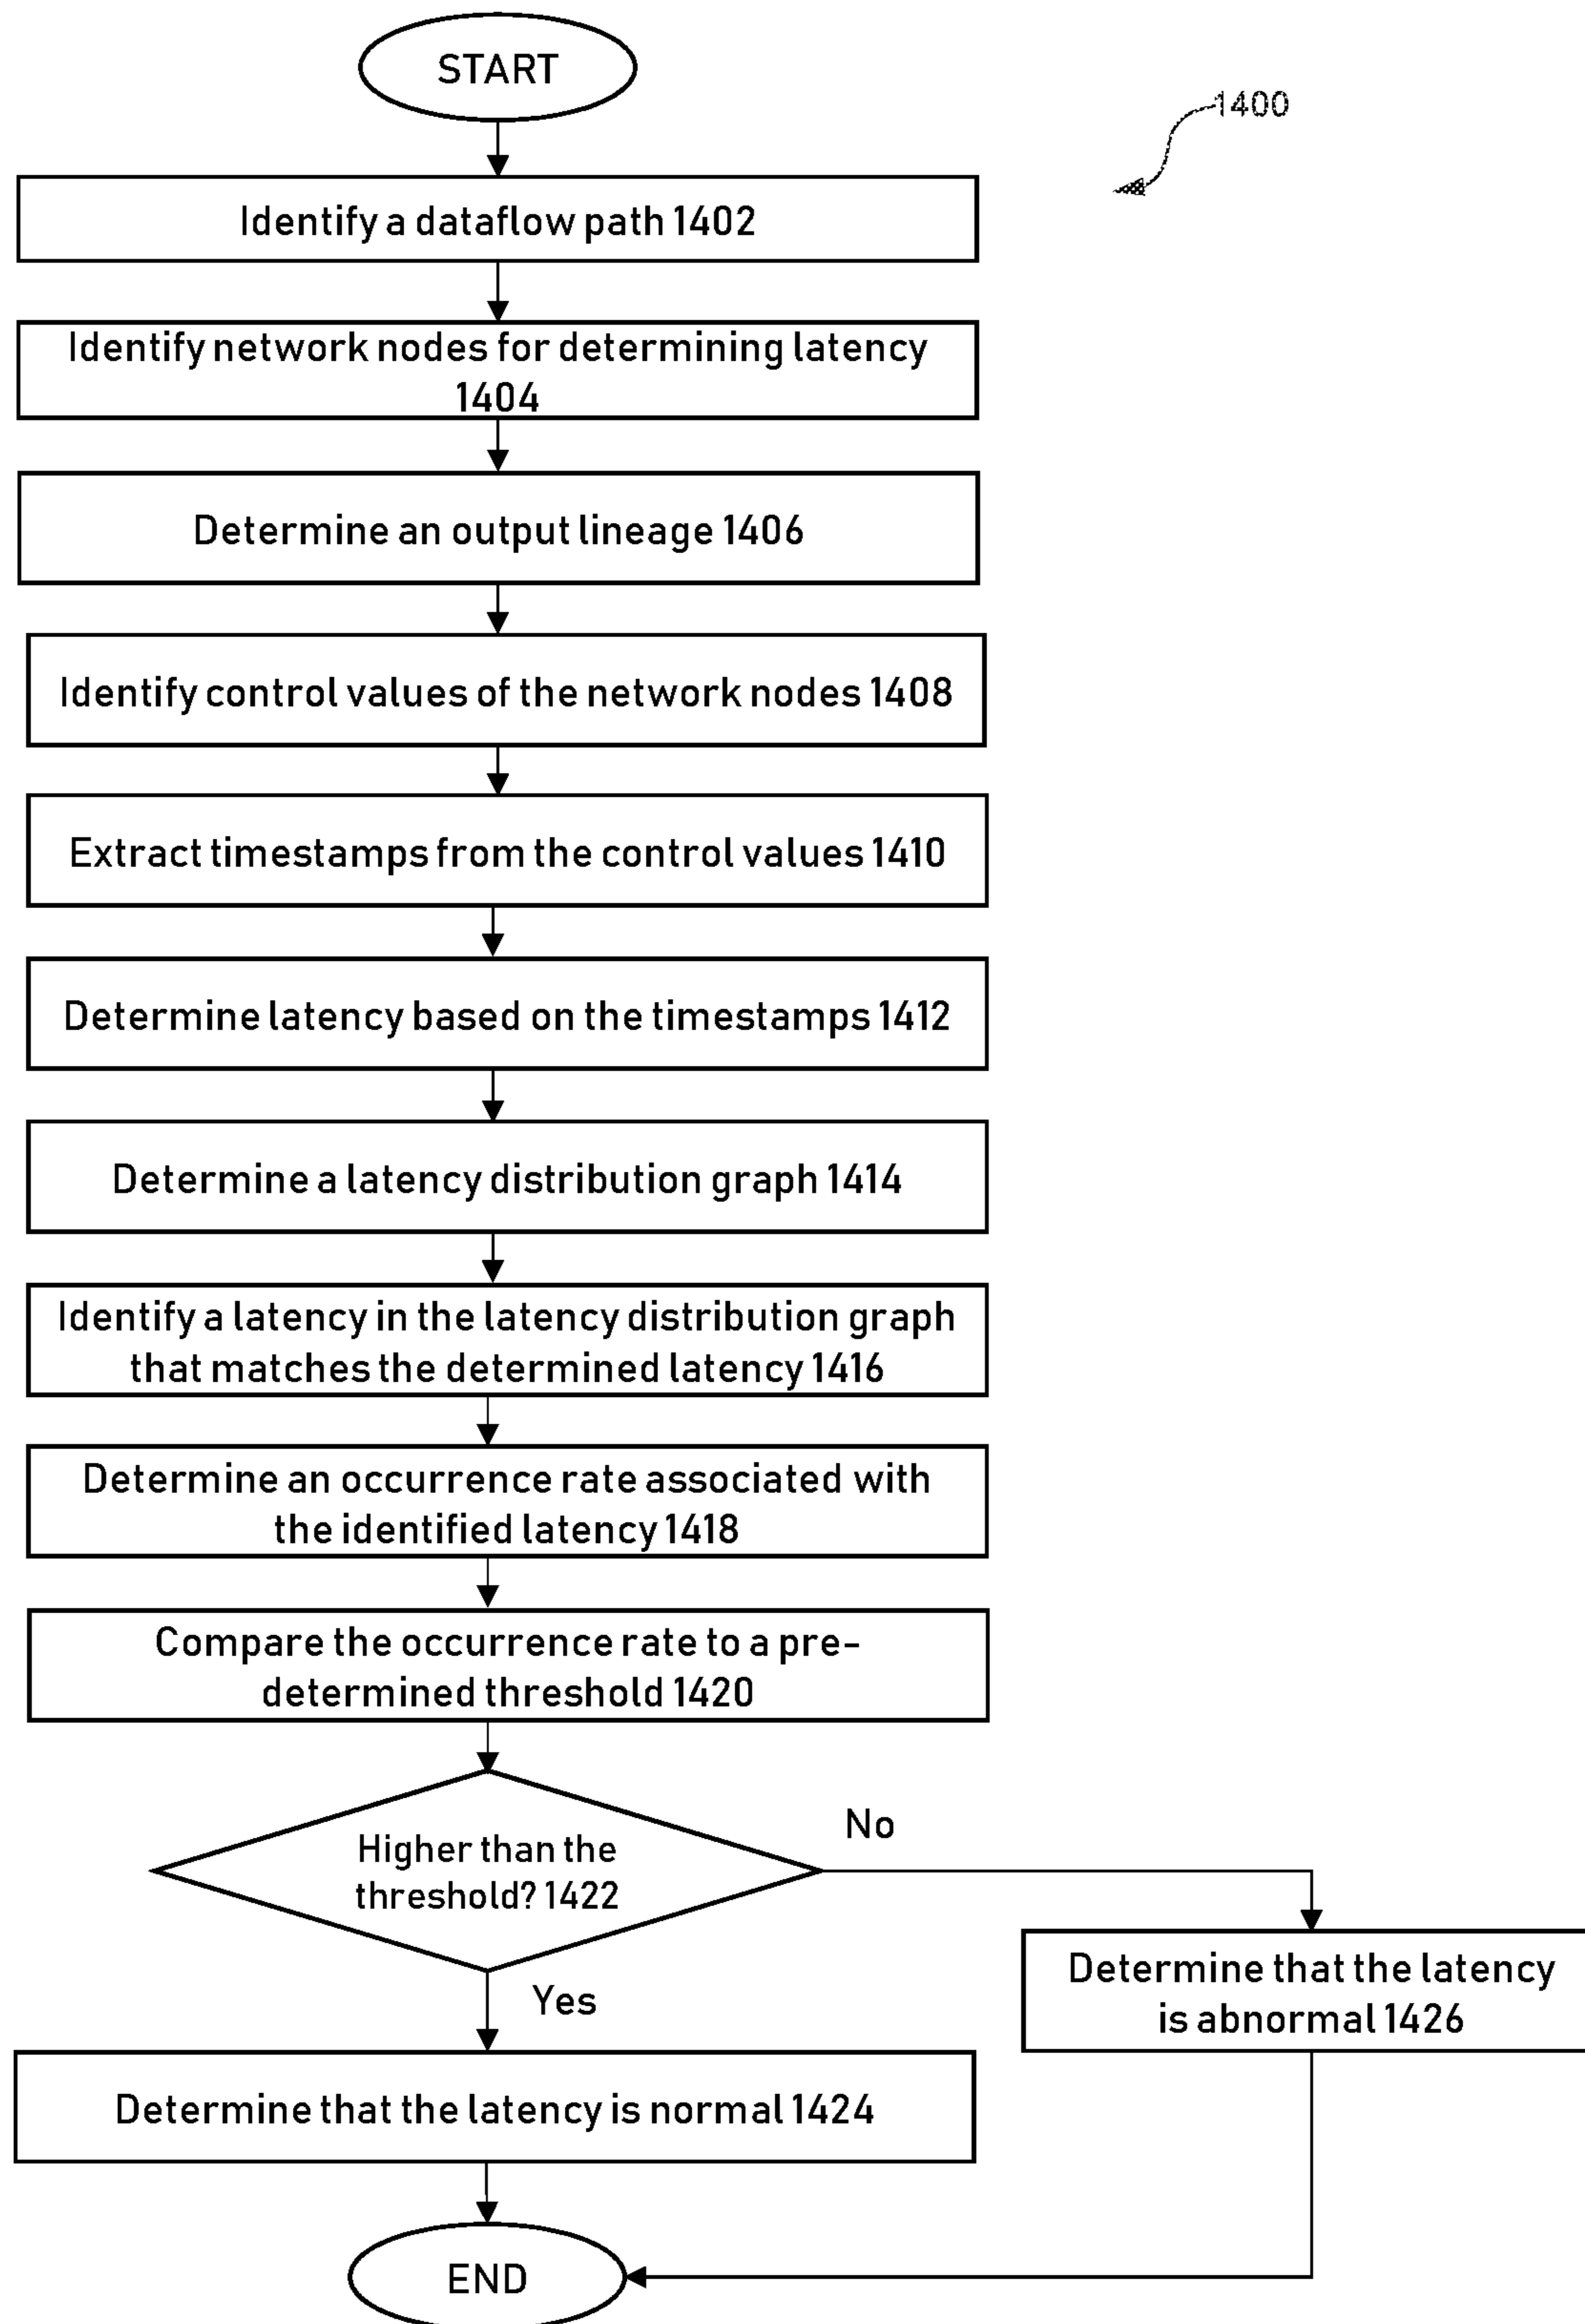 START
1400
Identify a dataflow path 1402
Identify network nodes for determining latency
1404
Determine an output lineage 1406
Identify control values of the network nodes 1408
Extract timestamps from the control values 1410
Determine latency based on the timestamps 1412
Determine a latency distribution graph 1414
Identify a latency in the latency distribution graph
that matches the determined latency 1416
Determine an occurrence rate associated with
the identified latency 1418
Compare the occurrence rate to a pre-
determined threshold 1420
No
Higher than the
threshold? 1422
Determine that the latency
is abnormal 1426
Yes
Determine that the latency is normal 1424
END